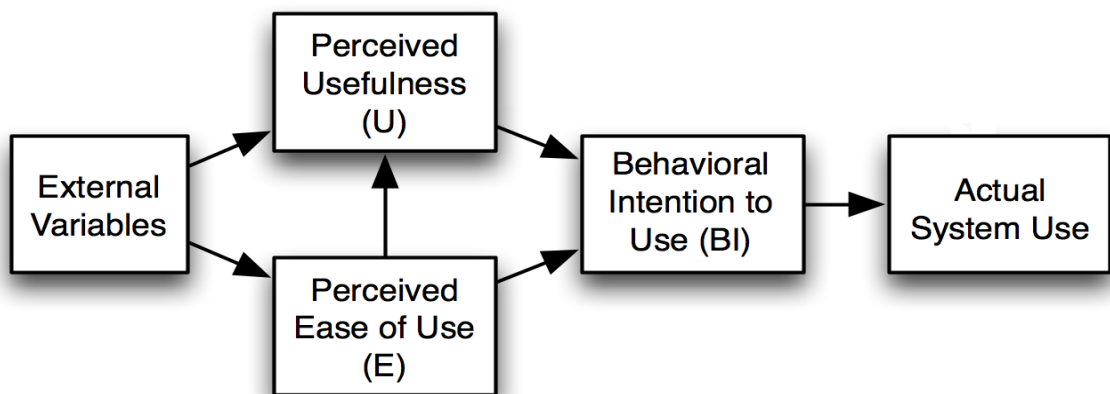 Perceived
Usefulness
(U)
External
Variables
Perceived
Ease of Use
(E)
Behavioral
Intention to
Use (BI)
Actual
System Use